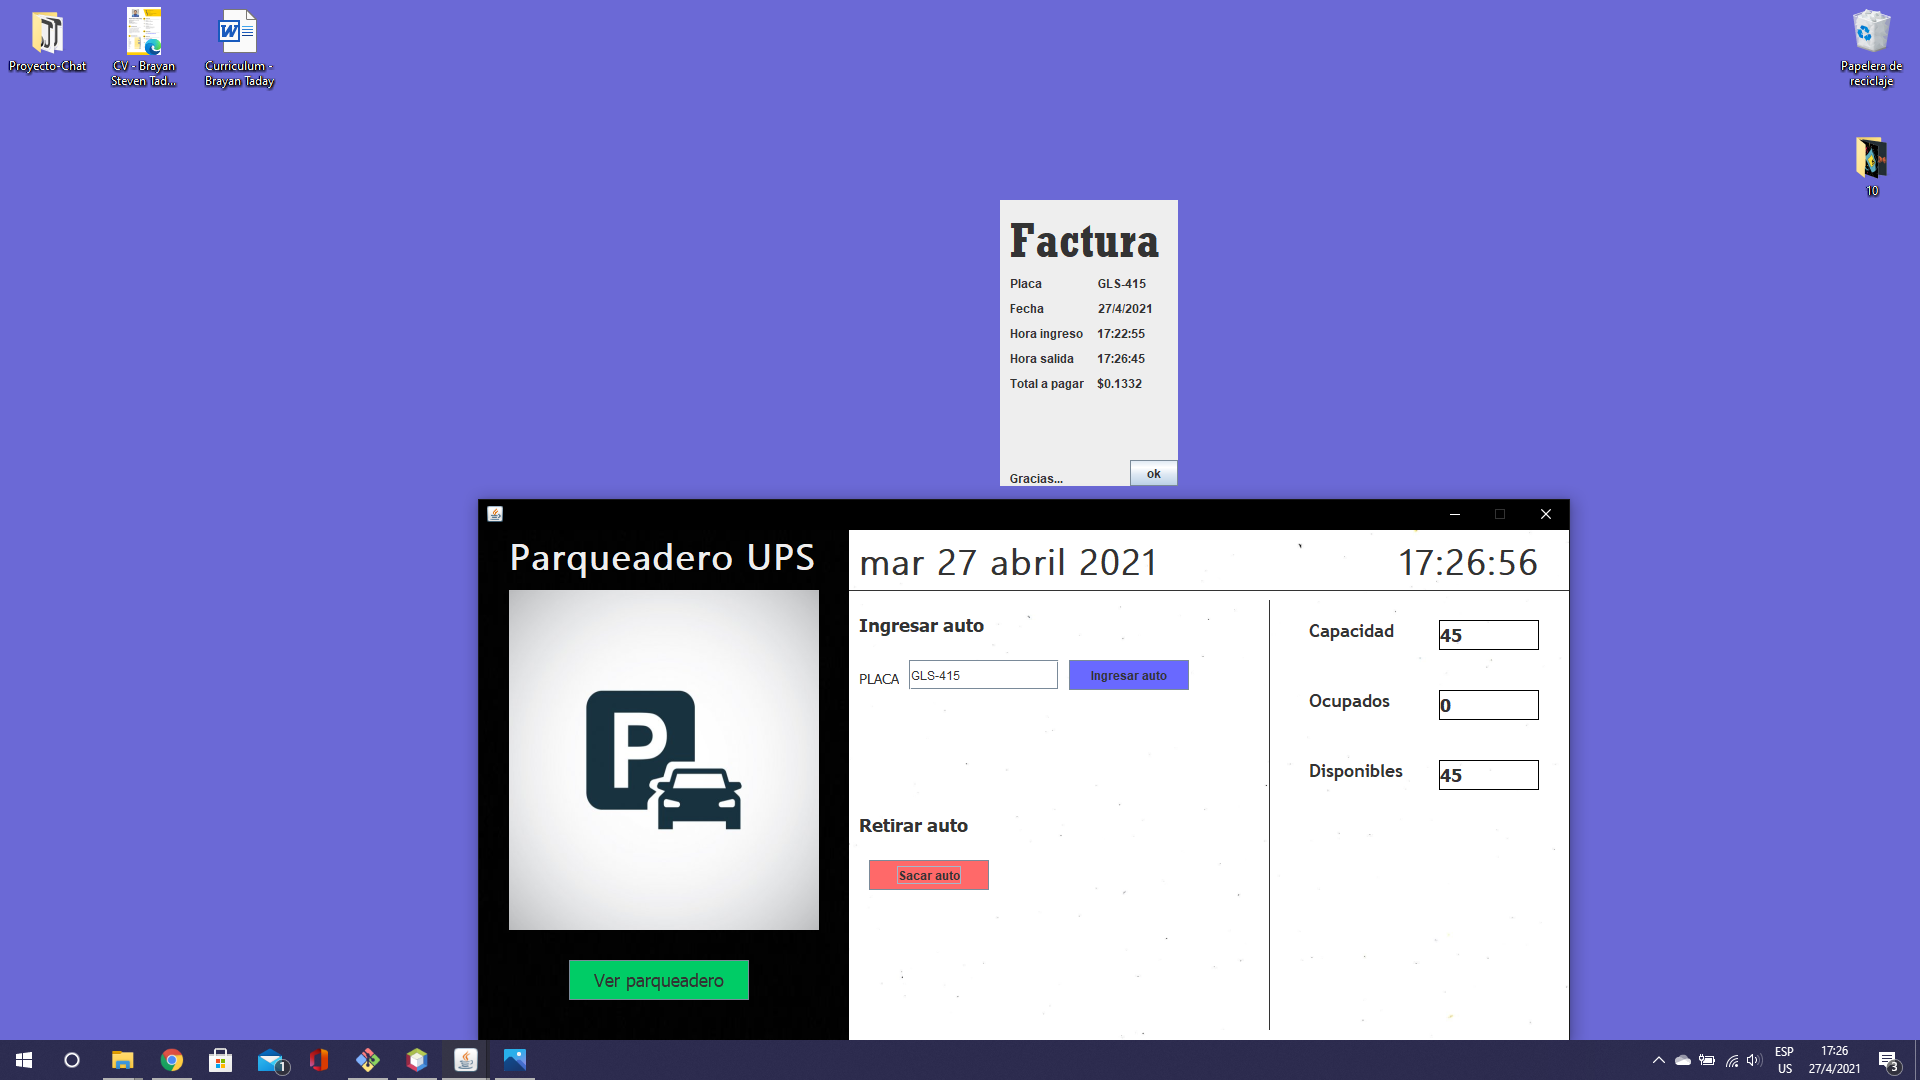 Proyecto-Chat
CV - Brayan
Steven Tad...
Curriculum -
Brayan Taday
Papelera de
reciclaje
10
Factura
Placa GLS-415
Fecha 27/4/2021
Hora ingreso 17:22:55
Hora salida 17:26:45
Total a pagar $0.1332
Gracias...
ok
Parqueadero UPS
mar 27 abril 2021
17:26:56
Ingresar auto
PLACA GLS-415 Ingresar auto
Capacidad 45
Ocupados 0
Disponibles 45
P
Retirar auto
Sacar auto
Ver parqueadero
1
ESP
US
17:26
27/4/2021
3